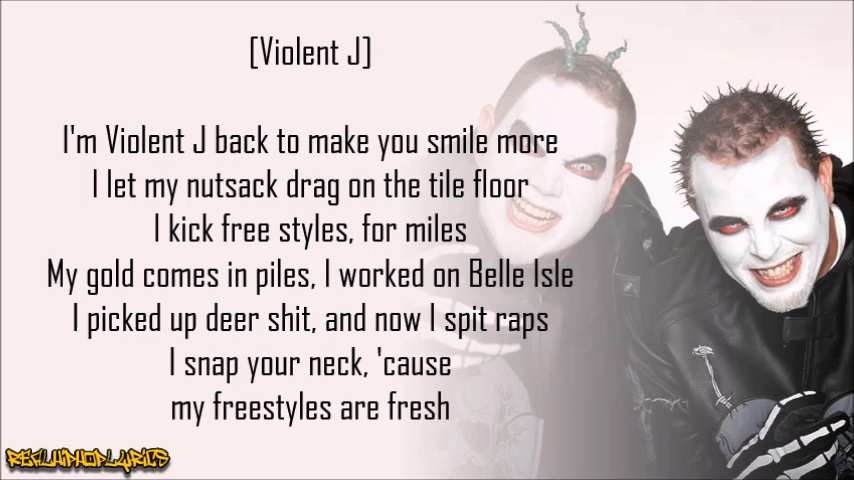 [Violent J]
I'm Violent J back to make you smile more
I let my nutsack drag on the tile floor
I kick free styles, for miles
My gold comes in piles, I worked on Belle Isle
I picked up deer shit, and now I spit raps
I snap your neck, 'cause
my freestyles are fresh
REALHIPHOPLYRICS